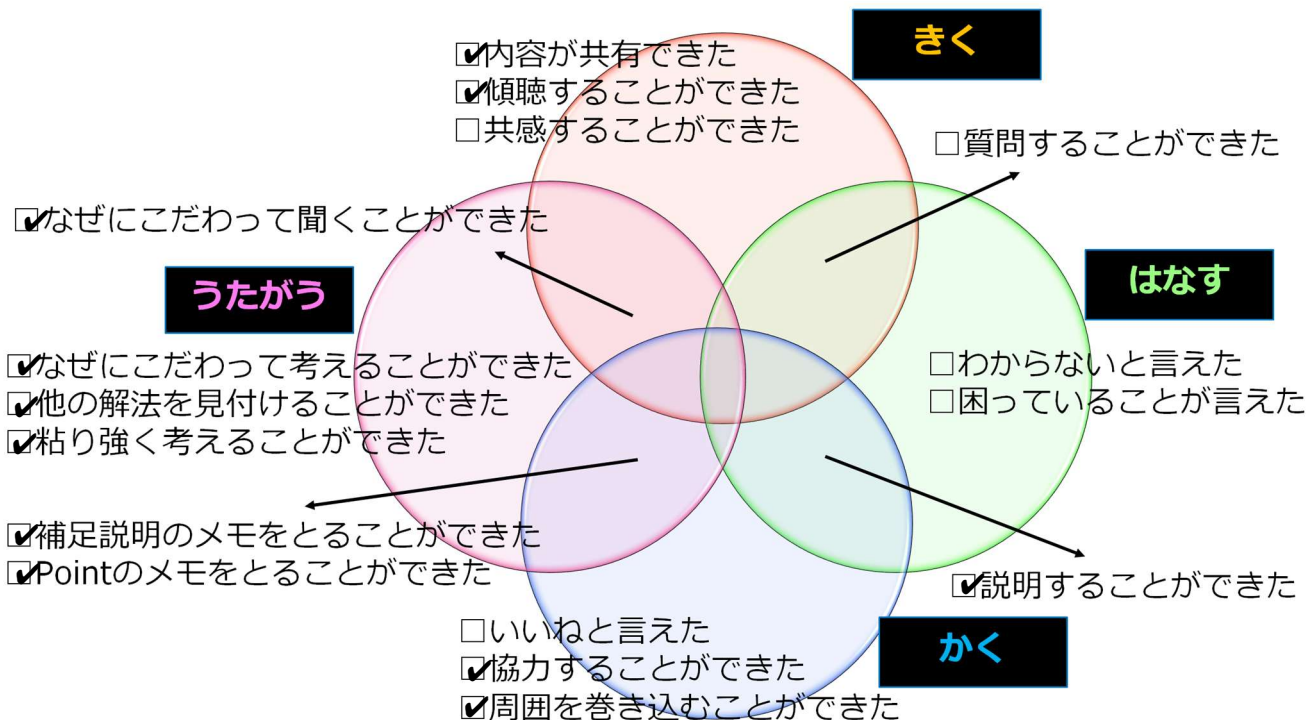 きく
☑内容が共有できた
☑傾聴することができた
□共感することができた
□質問することができた
☑なぜにこだわって聞くことができた
うたがう
はなす
☑なぜにこだわって考えることができた
☑他の解法を見付けることができた
☑粘り強く考えることができた
□わからないと言えた
□困っていることが言えた
☑補足説明のメモをとることができた
☑Pointのメモをとることができた
☑説明することができた
□いいねと言えた
☑協力することができた
☑周囲を巻き込むことができた
かく